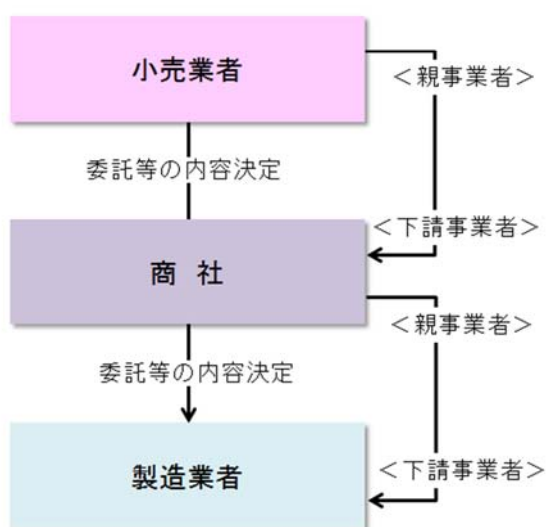 小売業者
<親事業者>
委託等の内容決定
<下請事業者>
商 社
<親事業者>
委託等の内容決定
<下請事業者>
製造業者